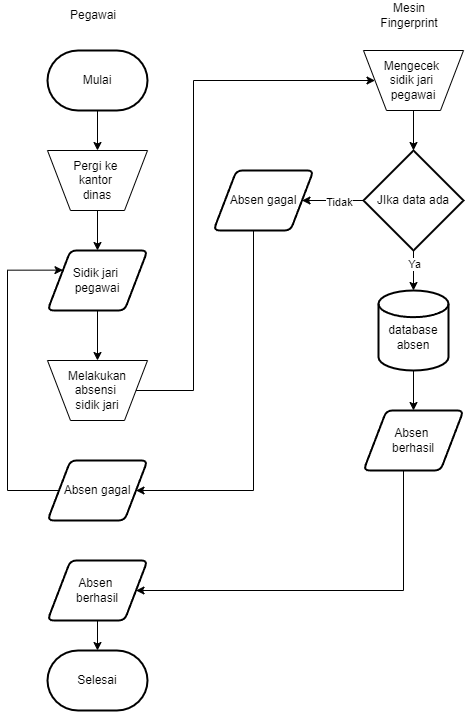 Pegawai
Mesin
Fingerprint
Mulai
Mengecek
sidik jari
pegawai
Pergi ke
kantor
dinas
Absen gagal
Tidak
JIka data ada
Ya
Sidik jari
pegawai
database
absen
Melakukan
absensi
sidik jari
Absen
berhasil
Absen gagal
Absen
berhasil
Selesai